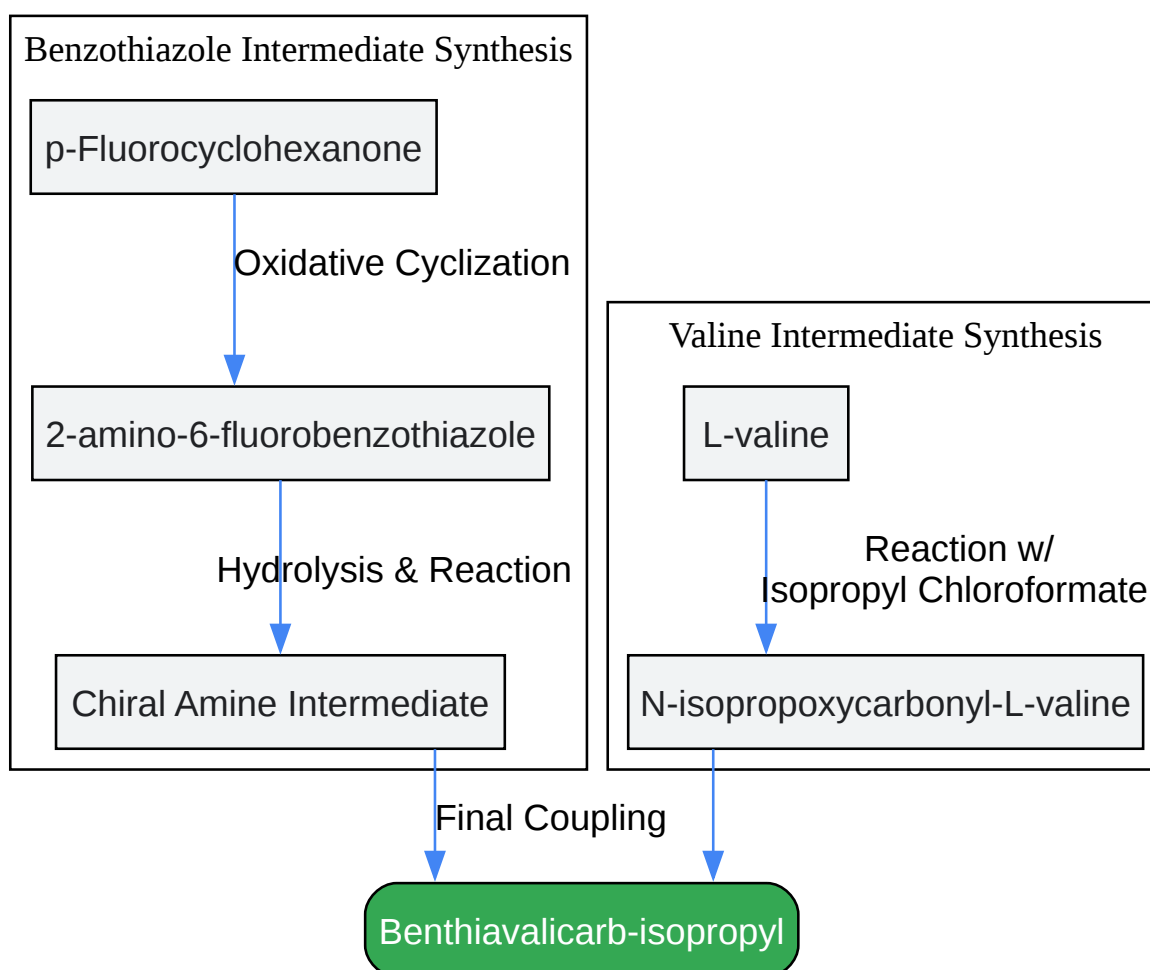 Benzothiazole Intermediate Synthesis
p-Fluorocyclohexanone
Oxidative Cyclization
2-amino-6-fluorobenzothiazole
Hydrolysis & Reaction
Chiral Amine Intermediate
Valine Intermediate Synthesis
L-valine
Reaction w/
Isopropyl Chloroformate
N-isopropoxycarbonyl-L-valine
Final Coupling
Benthiavalicarb-isopropyl